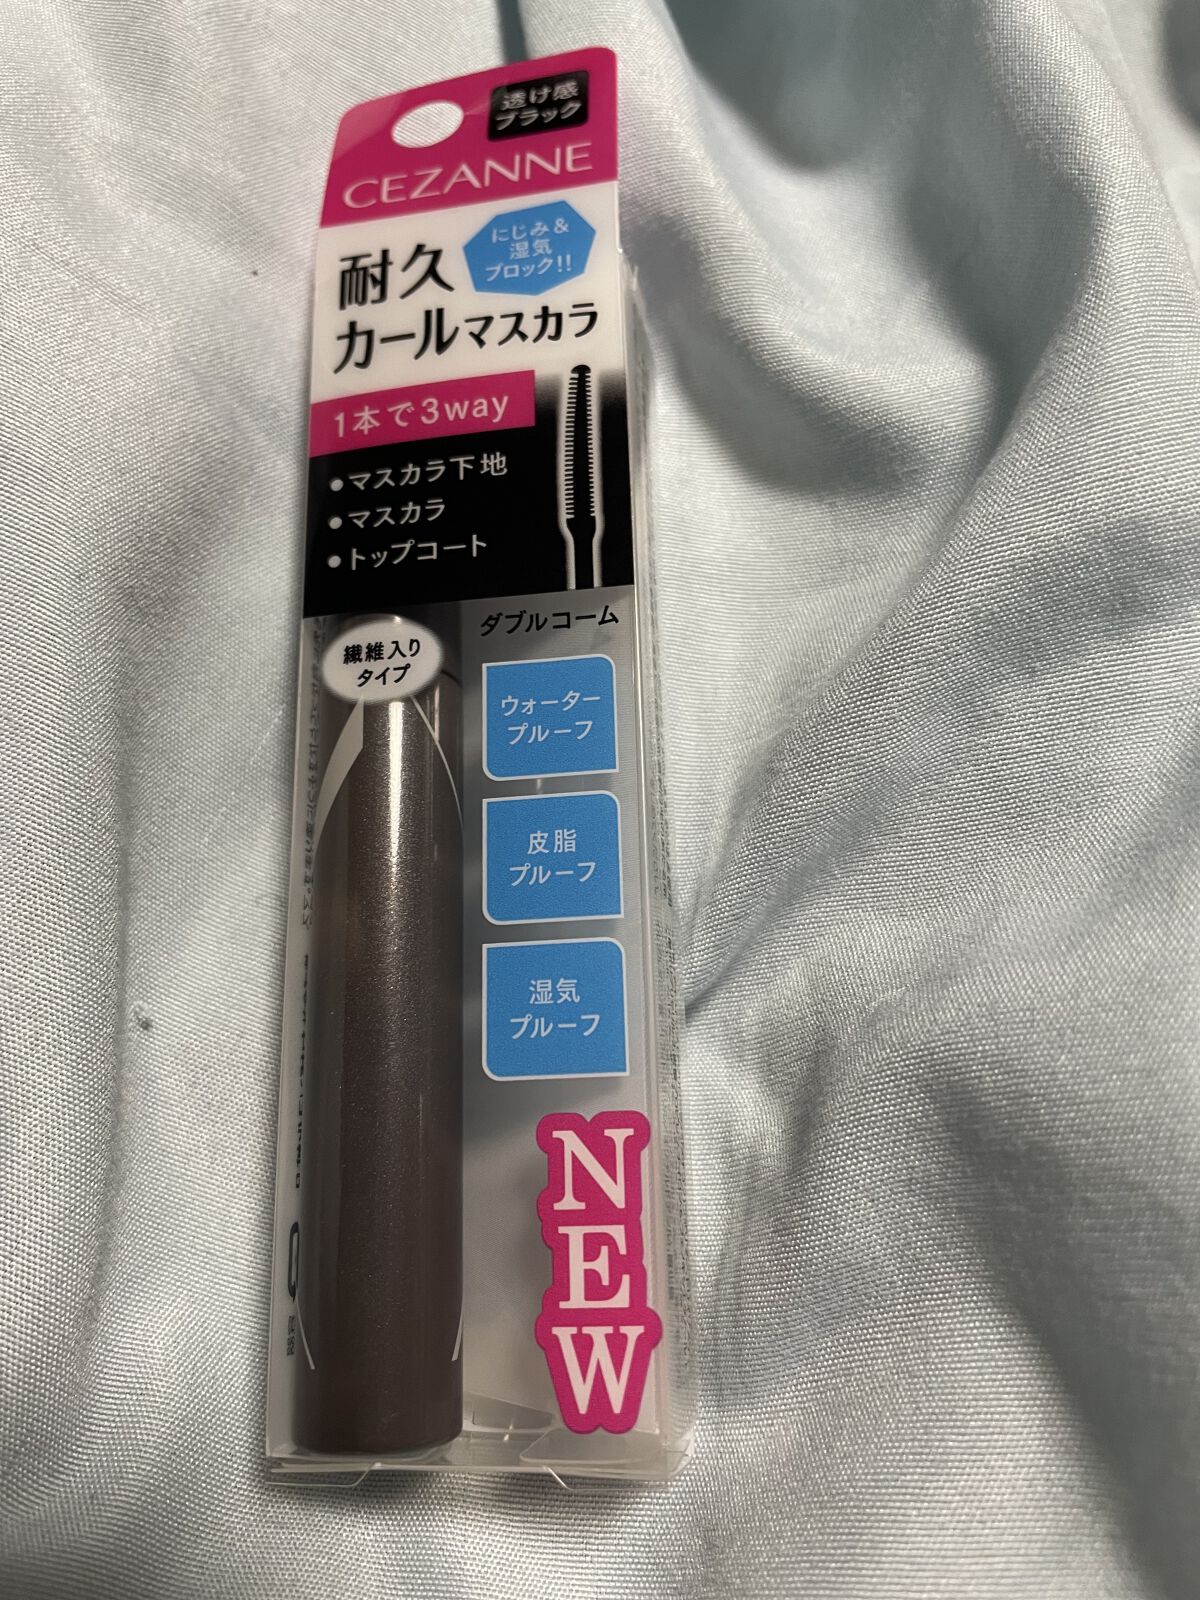 透け感
ブラック
CEZANNE
にじみ&
湿気
ブロック!!
耐久
カールマスカラ
1本で3way
●マスカラ下地
●マスカラ
●トップコート
ダブルコーム
繊維入り
タイプ
ウォーター
プルーフ
皮脂
プルーフ
湿気
プルーフ
NEW